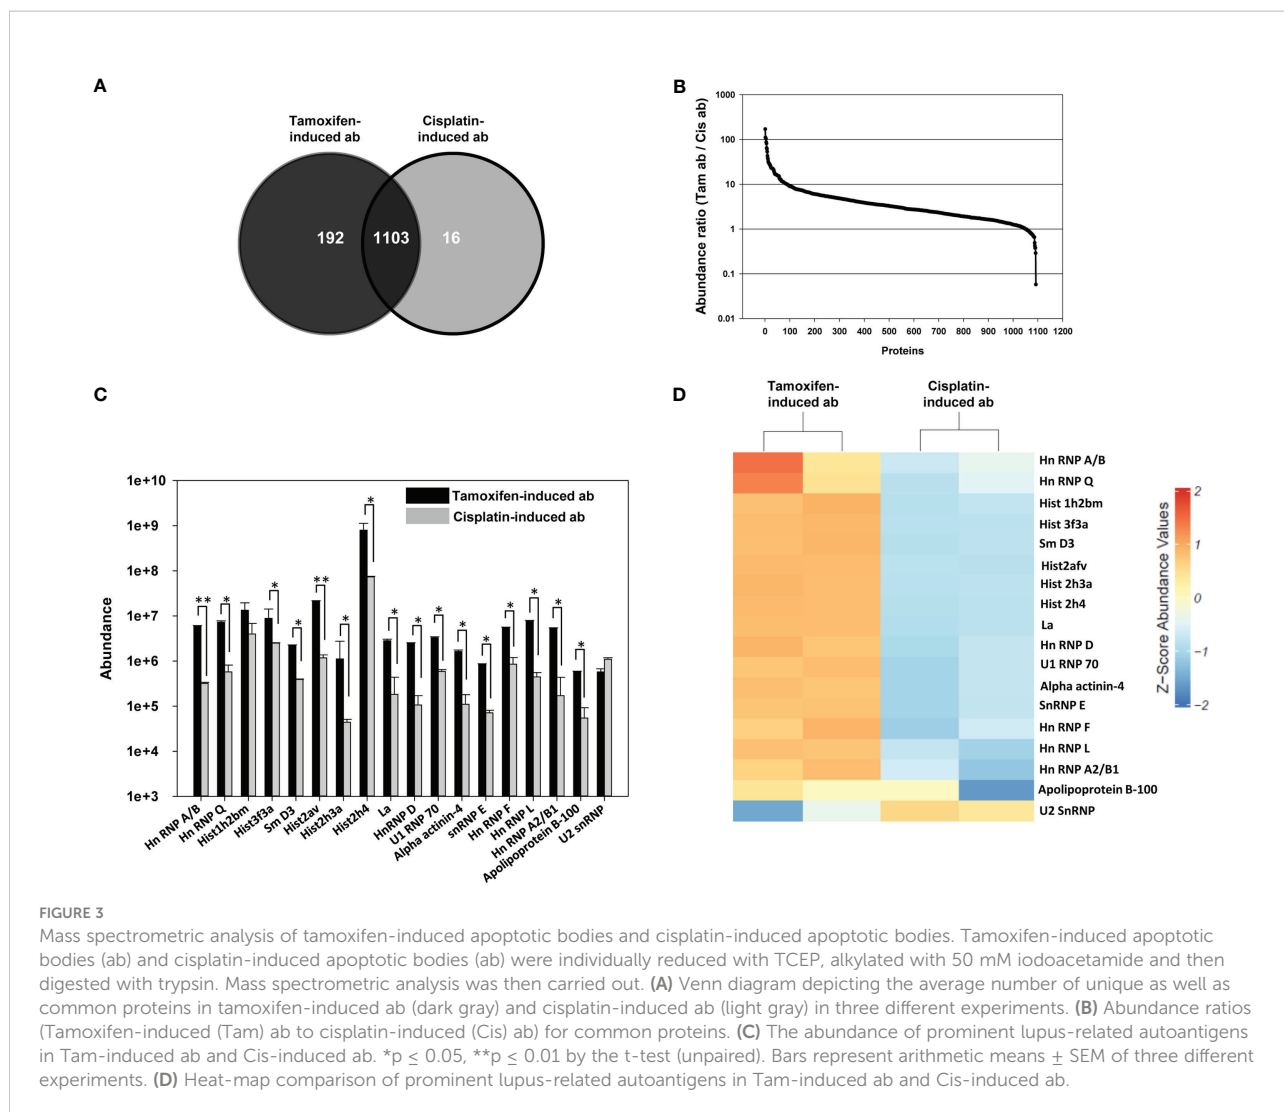 A
Tamoxifen-
induced ab
Cisplatin-
induced ab
192
1103
16
B
Abundance ratio (Tam ab / Cis ab)
1000
100
10
1
0.1
0.01
0 100 200 300 400 500 600 700 800 900 1000 1100 1200
Proteins
C
Abundance
1e+10
1e+9
1e+8
1e+7
1e+6
1e+5
1e+4
1e+3
Tamoxifen-induced ab
Cisplatin-induced ab
** * * * ** * * * * * * * * * * *
Hn RNP A/B
Hn RNP Q
Hist1h2bm
Hist3f3a
Sm D3
Hist2av
Hist2h3a
Hist2h4
La
HnRNP D
U1 RNP 70
Alpha actinin-4
snRNP E
Hn RNP F
Hn RNP L
Hn RNP A2/B1
Apolipoprotein B-100
U2 snRNP
D
Tamoxifen-
induced ab
Cisplatin-
induced ab
Hn RNP A/B
Hn RNP Q
Hist 1h2bm
Hist 3f3a
Sm D3
Hist2afv
Hist 2h3a
Hist 2h4
La
Hn RNP D
U1 RNP 70
Alpha actinin-4
SnRNP E
Hn RNP F
Hn RNP L
Hn RNP A2/B1
Apolipoprotein B-100
U2 SnRNP
Z-Score Abundance Values
2
1
0
−1
−2
FIGURE 3
Mass spectrometric analysis of tamoxifen-induced apoptotic bodies and cisplatin-induced apoptotic bodies. Tamoxifen-induced apoptotic
bodies (ab) and cisplatin-induced apoptotic bodies (ab) were individually reduced with TCEP, alkylated with 50 mM iodoacetamide and then
digested with trypsin. Mass spectrometric analysis was then carried out. (A) Venn diagram depicting the average number of unique as well as
common proteins in tamoxifen-induced ab (dark gray) and cisplatin-induced ab (light gray) in three different experiments. (B) Abundance ratios
(Tamoxifen-induced (Tam) ab to cisplatin-induced (Cis) ab) for common proteins. (C) The abundance of prominent lupus-related autoantigens
in Tam-induced ab and Cis-induced ab. *p ≤ 0.05, **p ≤ 0.01 by the t-test (unpaired). Bars represent arithmetic means ± SEM of three different
experiments. (D) Heat-map comparison of prominent lupus-related autoantigens in Tam-induced ab and Cis-induced ab.